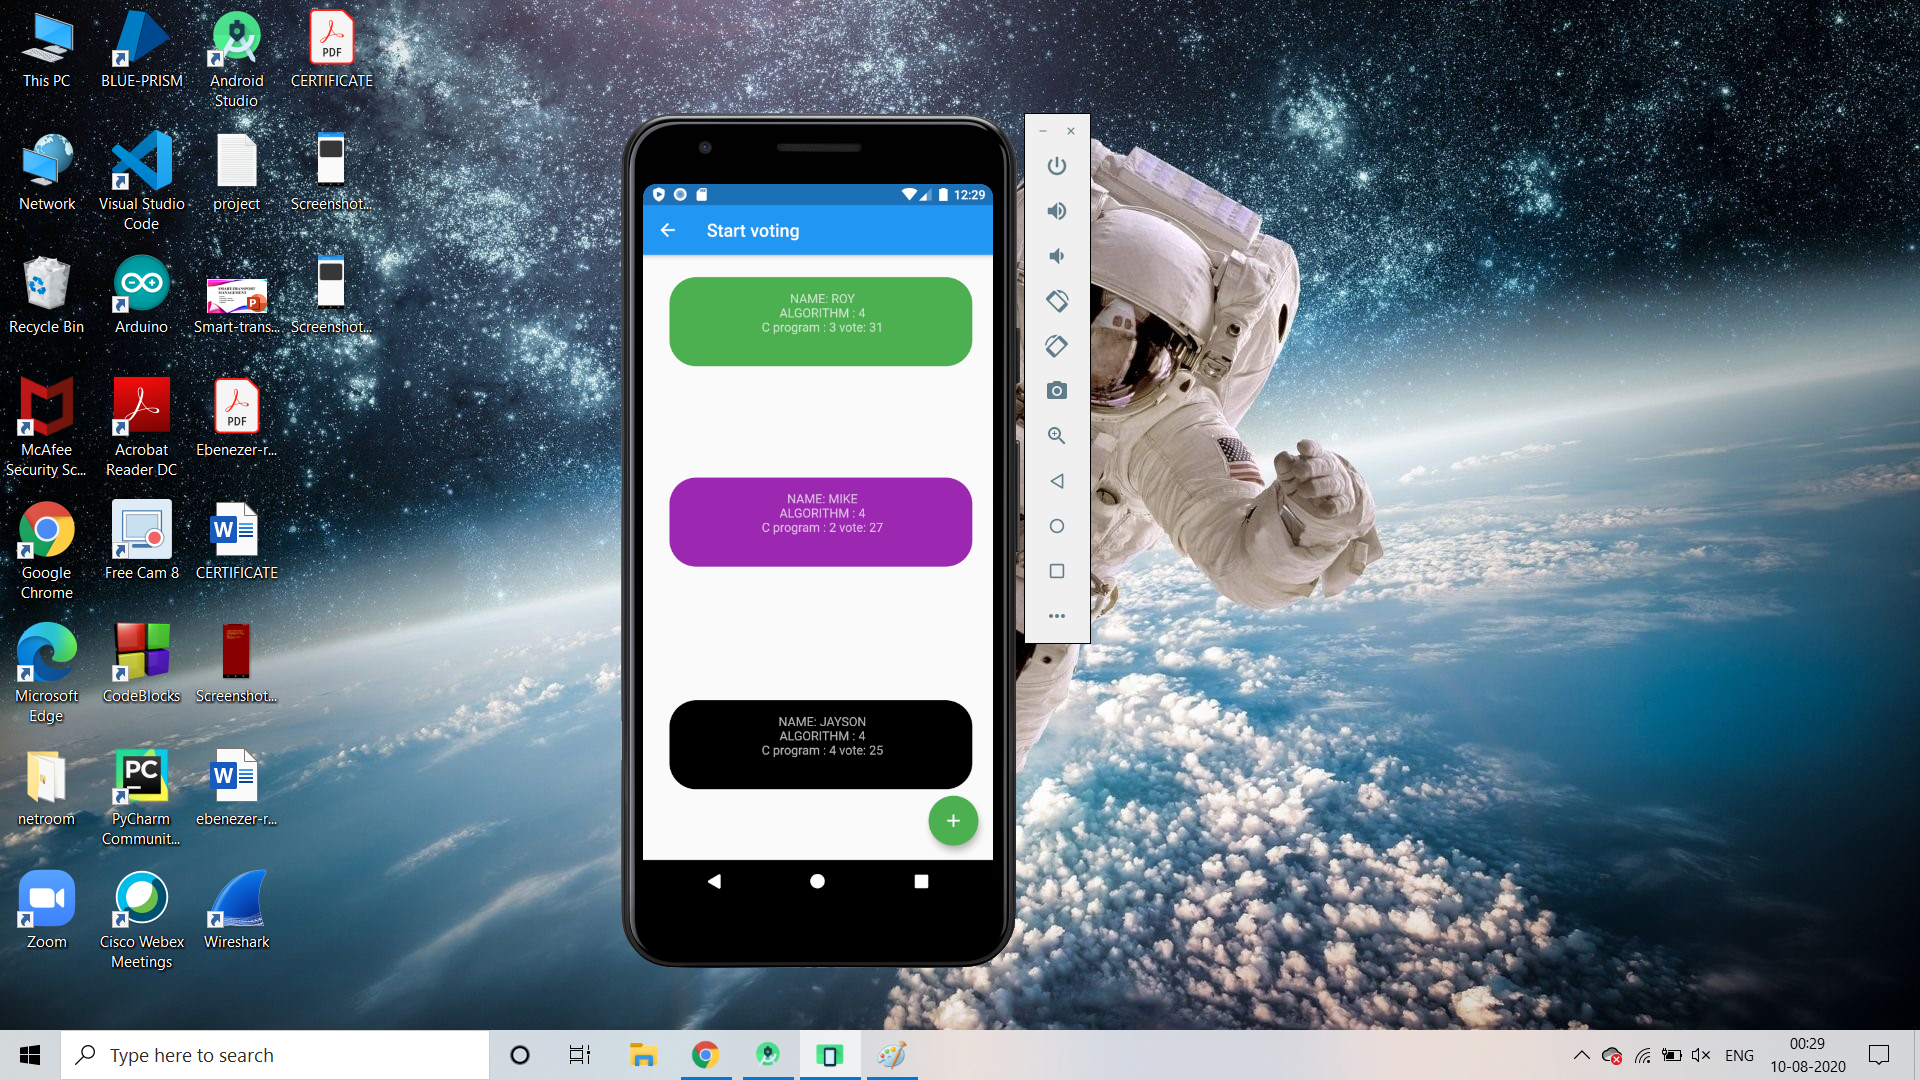 This PC
BLUE-PRISM
Android
Studio
CERTIFICATE
PDF
Network
Visual Studio
Code
project
Screenshot...
Recycle Bin
Arduino
Smart-trans...
Screenshot...
McAfee
Security Sc...
Acrobat
Reader DC
PDF
Ebenezer-r...
Google
Chrome
Free Cam 8
W
CERTIFICATE
Microsoft
Edge
CodeBlocks
Screenshot...
netroom
PC
PyCharm
Communit...
W
ebenezer-r...
Zoom
Cisco Webex
Meetings
Wireshark
12:29
Start voting
NAME: ROY
ALGORITHM : 4
C program : 3 vote: 31
NAME: MIKE
ALGORITHM : 4
C program : 2 vote: 27
NAME: JAYSON
ALGORITHM : 4
C program : 4 vote: 25
Type here to search
ENG
00:29
10-08-2020